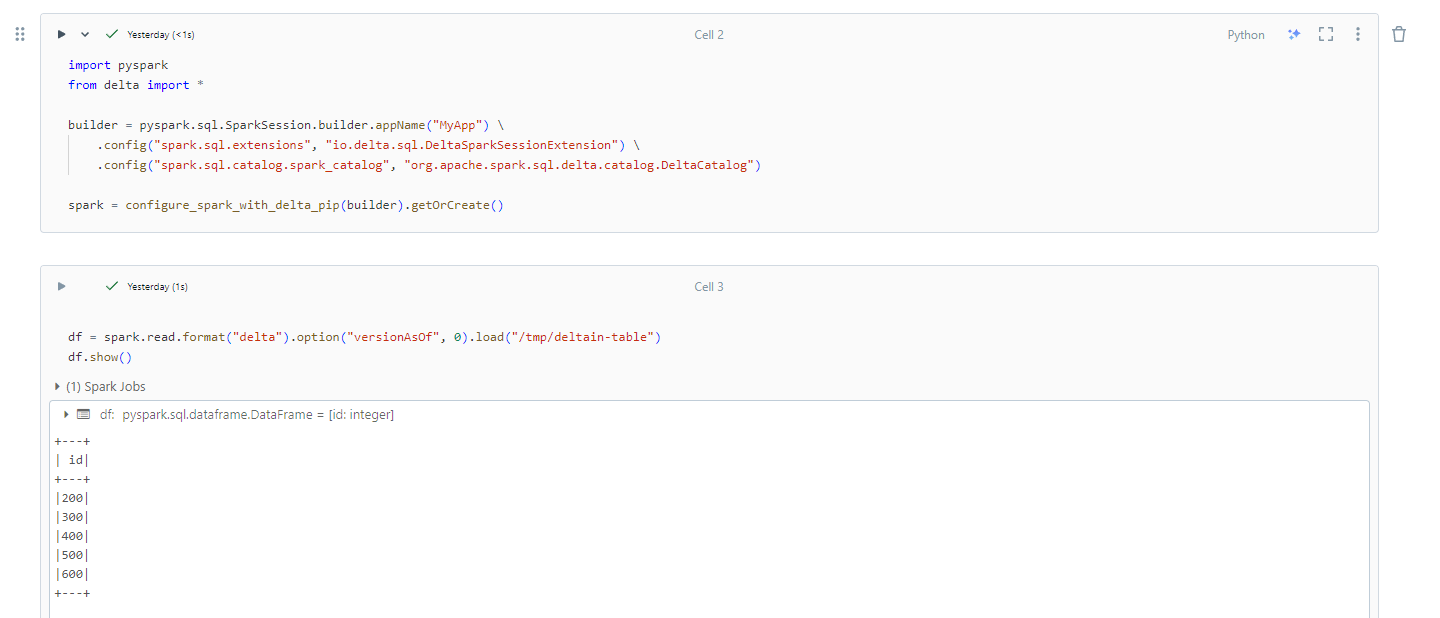 Yesterday (<1s)
Cell 2
Python
import pyspark
from delta import *
builder = pyspark.sql.SparkSession.builder.appName("MyApp") \
    .config("spark.sql.extensions", "io.delta.sql.DeltaSparkSessionExtension") \
    .config("spark.sql.catalog.spark_catalog", "org.apache.spark.sql.delta.catalog.DeltaCatalog")
spark = configure_spark_with_delta_pip(builder).getOrCreate()
Yesterday (1s)
Cell 3
df = spark.read.format("delta").option("versionAsOf", 0).load("/tmp/deltain-table")
df.show()
(1) Spark Jobs
df: pyspark.sql.dataframe.DataFrame = [id: integer]
+---+
| id|
+---+
|200|
|300|
|400|
|500|
|600|
+---+